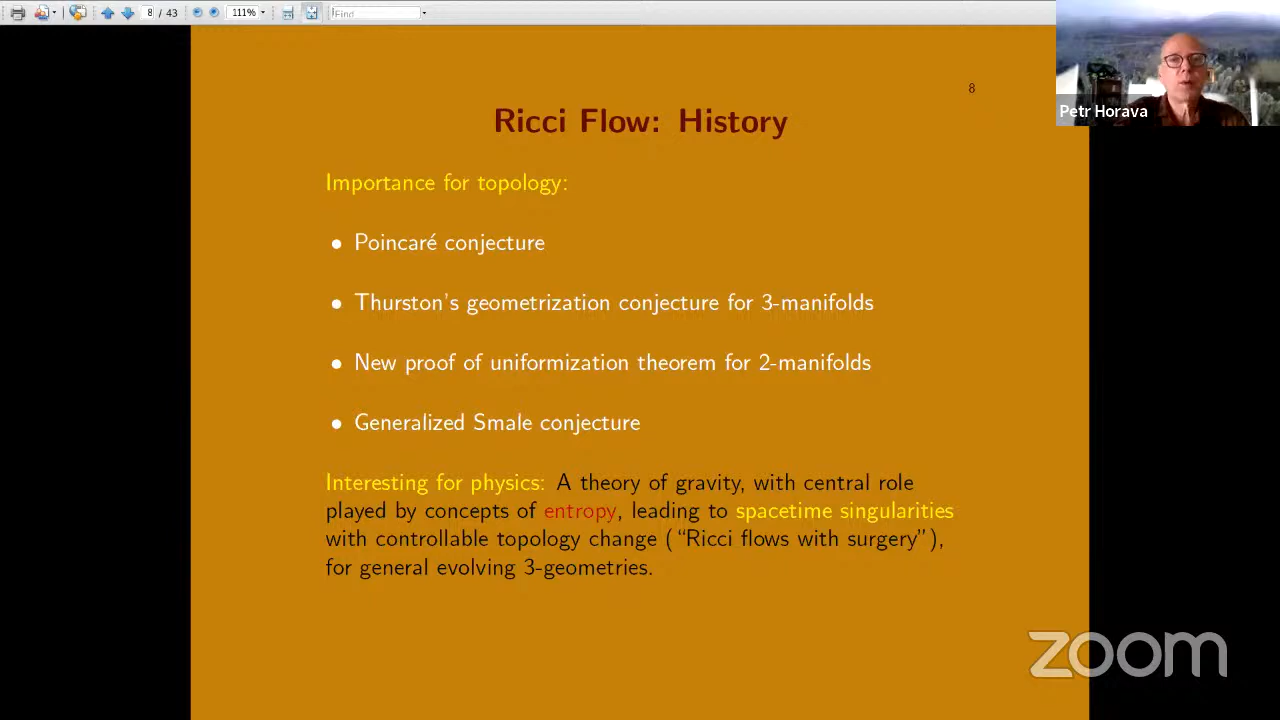 8 / 43
111%
Find
Petr Horava
8
Ricci Flow: History
Importance for topology:
• Poincaré conjecture
• Thurston's geometrization conjecture for 3-manifolds
• New proof of uniformization theorem for 2-manifolds
• Generalized Smale conjecture
Interesting for physics: A theory of gravity, with central role
played by concepts of entropy, leading to spacetime singularities
with controllable topology change (“Ricci flows with surgery”),
for general evolving 3-geometries.
zoom